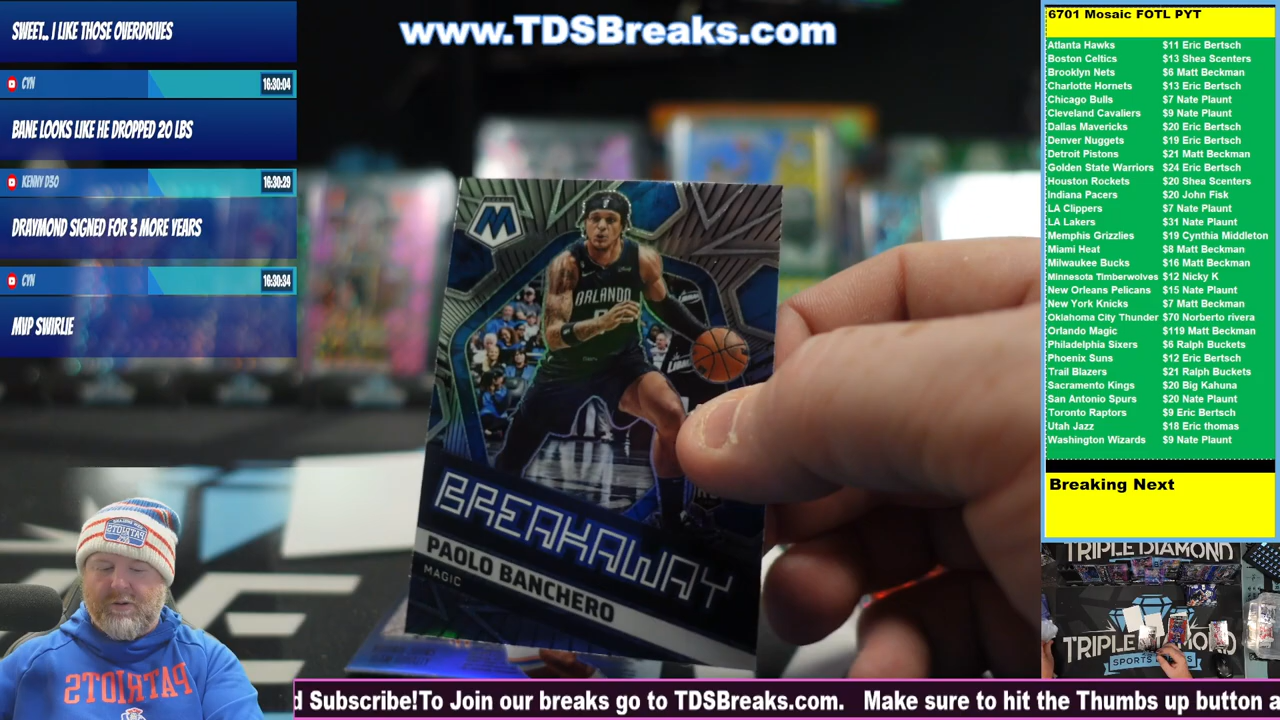 SWEET.. I LIKE THOSE OVERDRIVES
CYN
16:30:04
BANE LOOKS LIKE HE DROPPED 20 LBS
KENNY D30
16:30:29
DRAYMOND SIGNED FOR 3 MORE YEARS
CYN
16:30:34
MVP SWIRLIE
www.TDSBreaks.com
M
ORLANDO
BREAKAWAY
PAOLO BANCHERO
MAGIC
PATRIOTS
PATRIOTS
6701 Mosaic FOTL PYT
Atlanta Hawks $11 Eric Bertsch
Boston Celtics $13 Shea Scenters
Brooklyn Nets $6 Matt Beckman
Charlotte Hornets $13 Eric Bertsch
Chicago Bulls $7 Nate Plaunt
Cleveland Cavaliers $9 Nate Plaunt
Dallas Mavericks $20 Eric Bertsch
Denver Nuggets $19 Eric Bertsch
Detroit Pistons $21 Matt Beckman
Golden State Warriors $24 Eric Bertsch
Houston Rockets $20 Shea Scenters
Indiana Pacers $20 John Fisk
LA Clippers $7 Nate Plaunt
LA Lakers $31 Nate Plaunt
Memphis Grizzlies $19 Cynthia Middleton
Miami Heat $8 Matt Beckman
Milwaukee Bucks $16 Matt Beckman
Minnesota Timberwolves $12 Nicky K
New Orleans Pelicans $15 Nate Plaunt
New York Knicks $7 Matt Beckman
Oklahoma City Thunder $70 Norberto rivera
Orlando Magic $119 Matt Beckman
Philadelphia Sixers $6 Ralph Buckets
Phoenix Suns $12 Eric Bertsch
Trail Blazers $21 Ralph Buckets
Sacramento Kings $20 Big Kahuna
San Antonio Spurs $20 Nate Plaunt
Toronto Raptors $9 Eric Bertsch
Utah Jazz $18 Eric thomas
Washington Wizards $9 Nate Plaunt
Breaking Next
TRIPLE DIAMOND
TRIPLE DIAMOND
SPORTS
d Subscribe!To Join our breaks go to TDSBreaks.com. Make sure to hit the Thumbs up button a